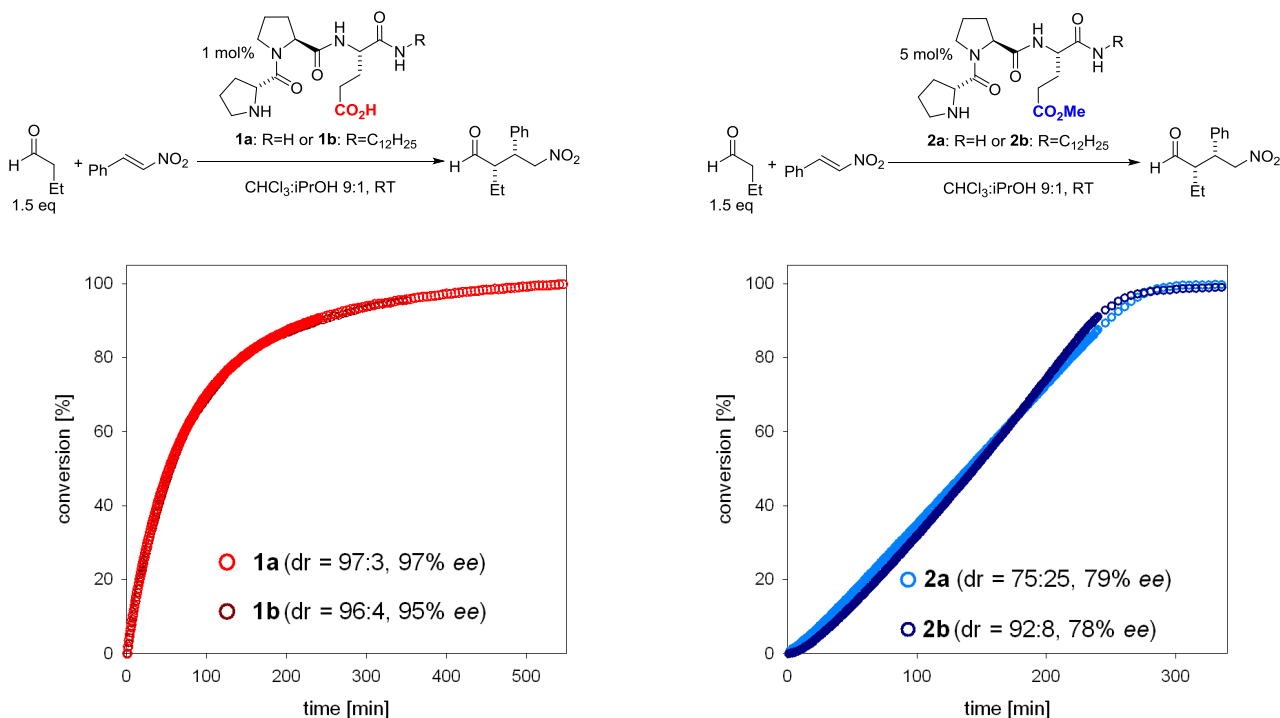 1 mol%
N
O
H
N
O
N
H
R
O
NH
CO₂H
1a: R=H or 1b: R=C₁₂H₂₅
O
H
Et
1.5 eq
+
Ph
NO₂
CHCl₃:iPrOH 9:1, RT
O
Ph
H
NO₂
Et
5 mol%
N
O
H
N
O
N
H
R
O
NH
CO₂Me
2a: R=H or 2b: R=C₁₂H₂₅
O
H
Et
1.5 eq
+
Ph
NO₂
CHCl₃:iPrOH 9:1, RT
O
Ph
H
NO₂
Et
conversion [%]
100
80
60
40
20
0
1a (dr = 97:3, 97% ee)
1b (dr = 96:4, 95% ee)
0 100 200 300 400 500
time [min]
conversion [%]
100
80
60
40
20
0
2a (dr = 75:25, 79% ee)
2b (dr = 92:8, 78% ee)
0 100 200 300
time [min]